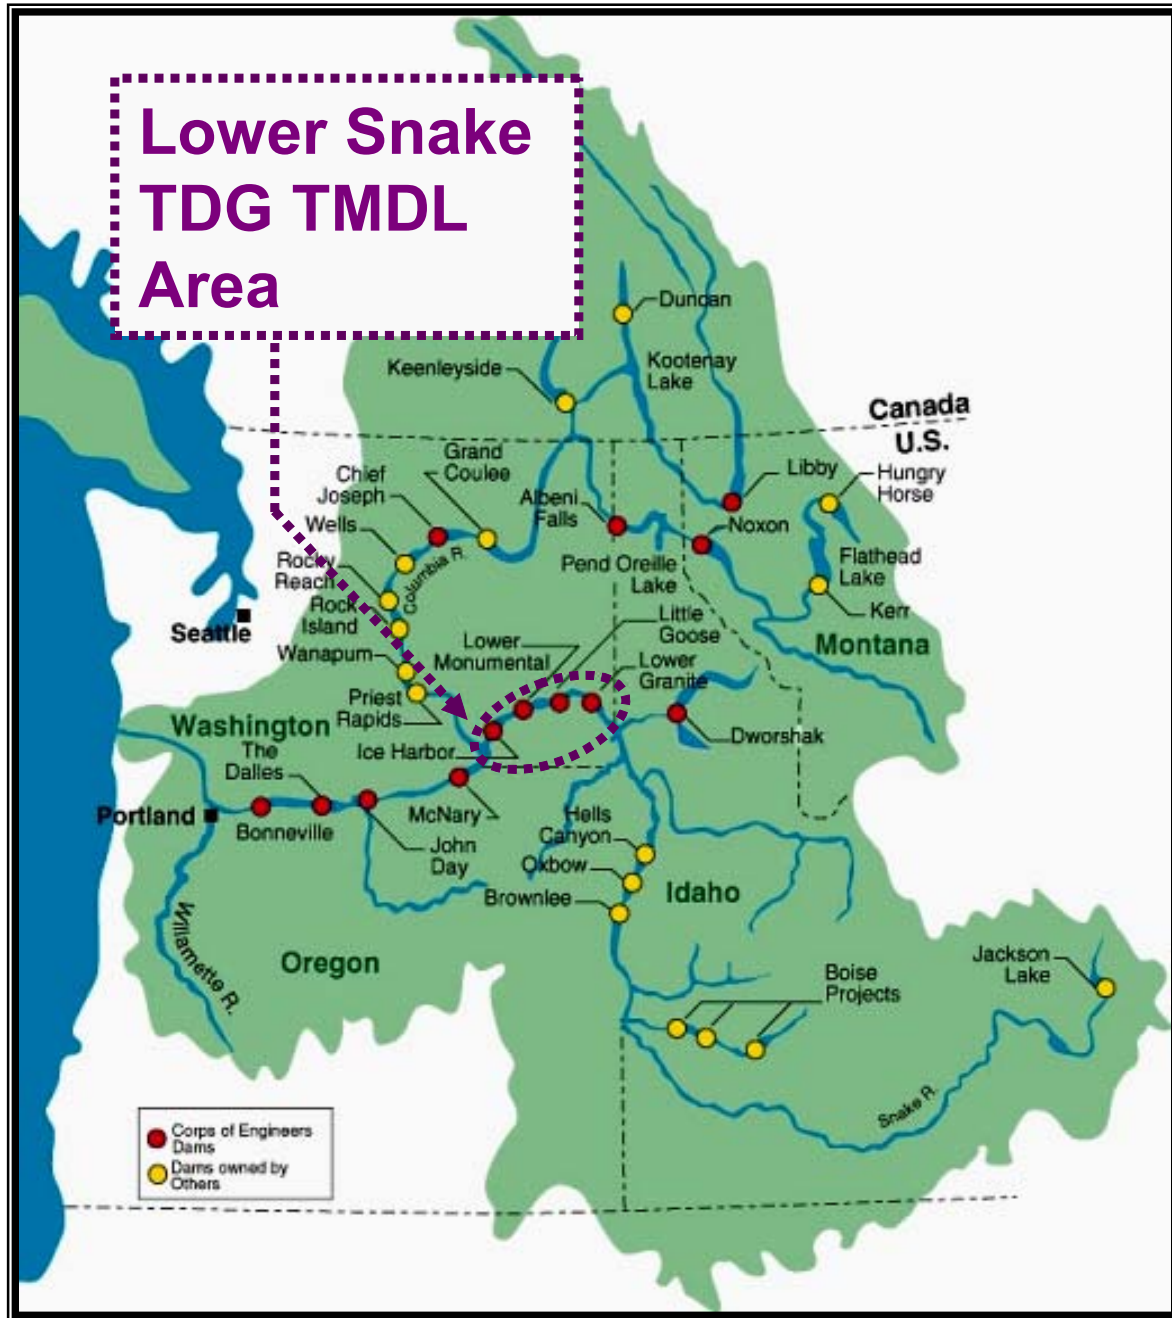 Lower Snake
TDG TMDL
Area
Duncan
Keenleyside
Kootenay
Lake
Canada
U.S.
Grand
Coulee
Chief
Joseph
Libby
Hungry
Horse
Albeni
Falls
Wells
Noxon
Rocky
Reach
Columbia R.
Pend Oreille
Lake
Flathead
Lake
Rock
Island
Kerr
Seattle
Little
Goose
Lower
Monumental
Montana
Wanapum
Lower
Granite
Priest
Rapids
Washington
Ice Harbor
Dworshak
The
Dalles
Portland
Bonneville
McNary
Hells
Canyon
John
Day
Oxbow
Brownlee
Idaho
Willamette R.
Oregon
Jackson
Lake
Boise
Projects
Snake R.
Corps of Engineers
Dams
Dams owned by
Others